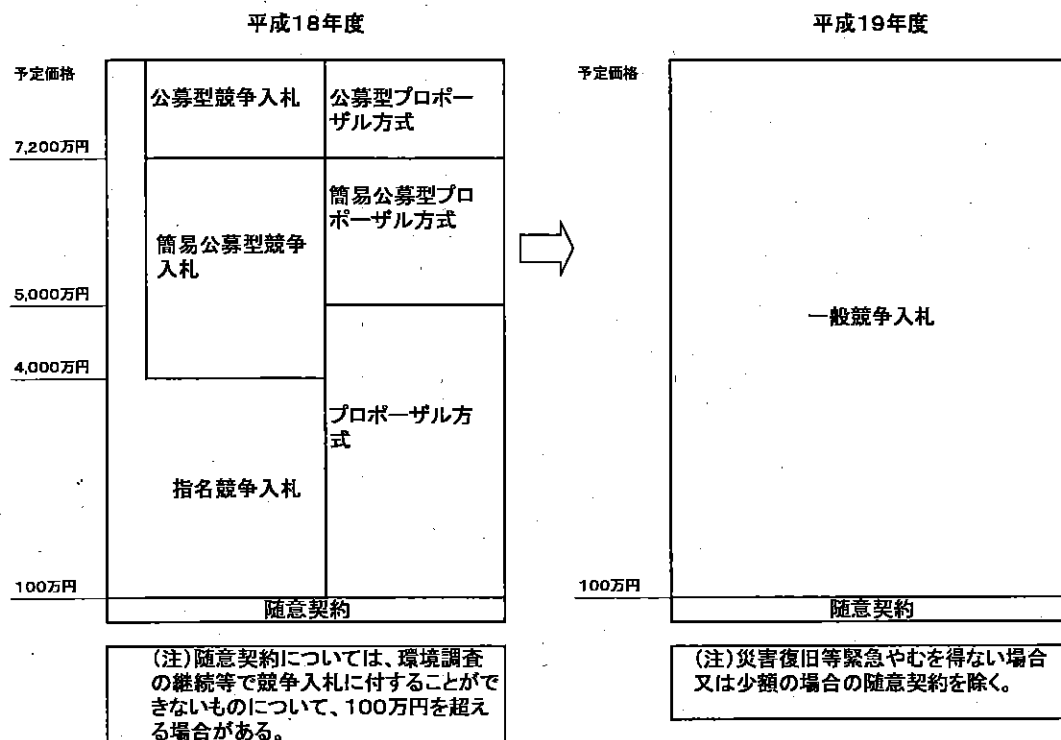 平成18年度
予定価格
公募型競争入札
公募型プロポー
ザル方式
7,200万円
簡易公募型プロ
ポーザル方式
簡易公募型競争
入札
5,000万円
4,000万円
プロポーザル方
式
指名競争入札
100万円
随意契約
(注)随意契約については、環境調査
の継続等で競争入札に付することがで
きないものについて、100万円を超え
る場合がある。
平成19年度
予定価格
一般競争入札
100万円
随意契約
(注)災害復旧等緊急やむを得ない場合
又は少額の場合の随意契約を除く。